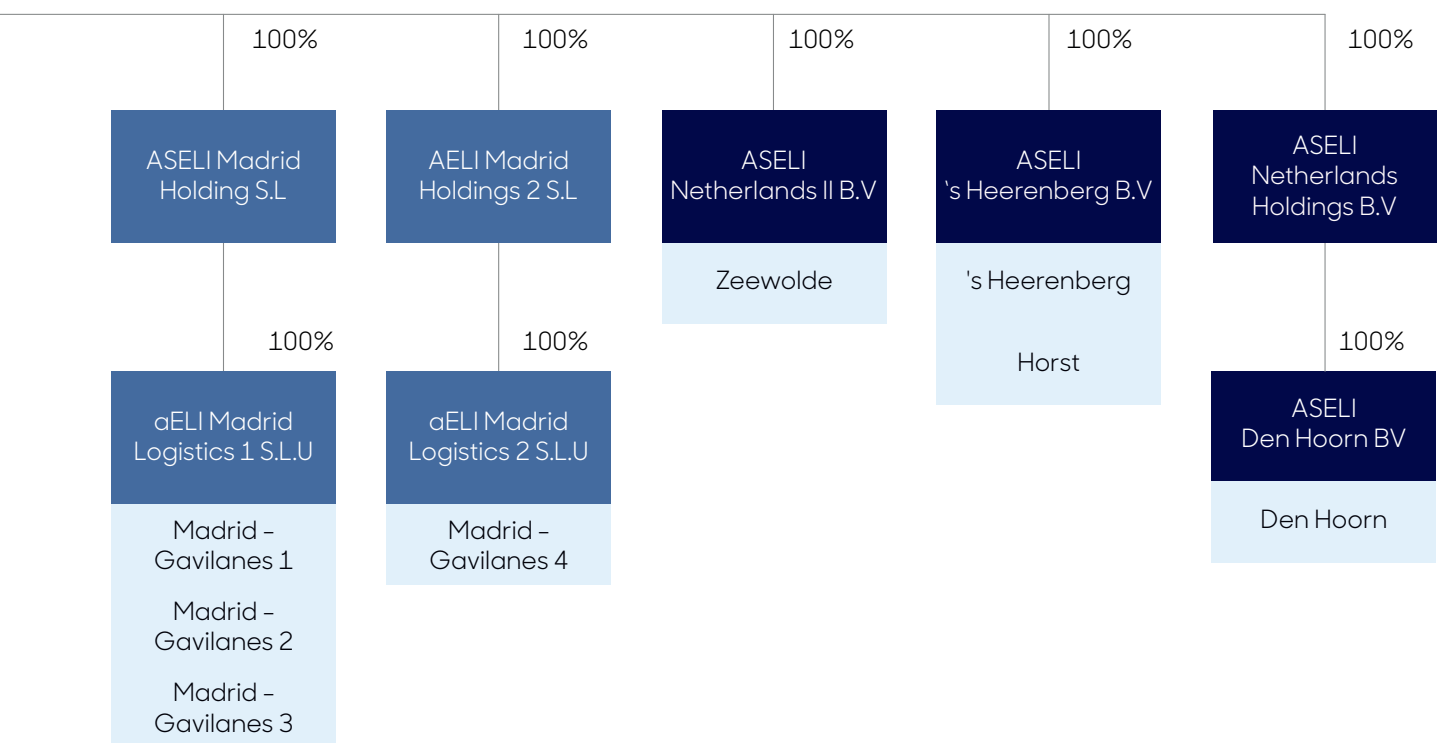 100%
100%
100%
100%
100%
ASELI Madrid
Holding S.L
AELI Madrid
Holdings 2 S.L
ASELI
Netherlands II B.V
ASELI
‘s Heerenberg B.V
ASELI
Netherlands
Holdings B.V
Zeewolde
's Heerenberg
Horst
100%
100%
100%
aELI Madrid
Logistics 1 S.L.U
aELI Madrid
Logistics 2 S.L.U
ASELI
Den Hoorn BV
Madrid –
Gavilanes 1
Madrid –
Gavilanes 2
Madrid –
Gavilanes 3
Madrid –
Gavilanes 4
Den Hoorn